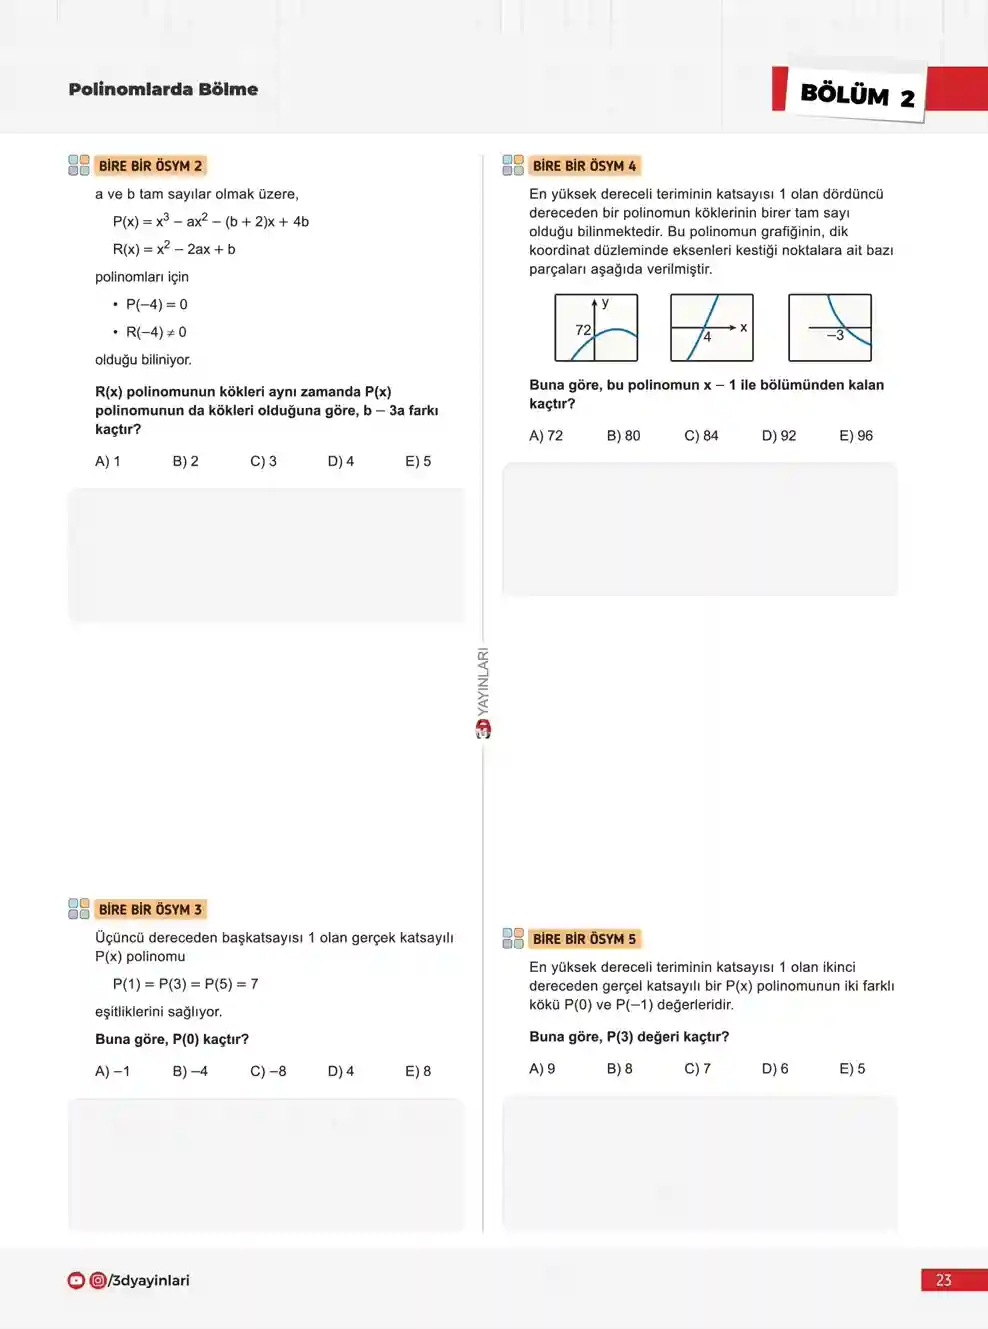 Polinomlarda Bölme
BÖLÜM 2
BİRE BİR ÖSYM 2
a ve b tam sayılar olmak üzere,
P(x) = x³ – ax² – (b + 2)x + 4b
R(x) = x² – 2ax + b
polinomları için
• P(–4) = 0
• R(–4) ≠ 0
olduğu biliniyor.
R(x) polinomunun kökleri aynı zamanda P(x)
polinomunun da kökleri olduğuna göre, b – 3a farkı
kaçtır?
A) 1 B) 2 C) 3 D) 4 E) 5
BİRE BİR ÖSYM 3
Üçüncü dereceden başkatsayısı 1 olan gerçek katsayılı
P(x) polinomu
P(1) = P(3) = P(5) = 7
eşitliklerini sağlıyor.
Buna göre, P(0) kaçtır?
A) –1 B) –4 C) –8 D) 4 E) 8
3D YAYINLARI
BİRE BİR ÖSYM 4
En yüksek dereceli teriminin katsayısı 1 olan dördüncü
dereceden bir polinomun köklerinin birer tam sayı
olduğu bilinmektedir. Bu polinomun grafiğinin, dik
koordinat düzleminde eksenleri kestiği noktalara ait bazı
parçaları aşağıda verilmiştir.
y
72
x
4
–3
Buna göre, bu polinomun x – 1 ile bölümünden kalan
kaçtır?
A) 72 B) 80 C) 84 D) 92 E) 96
BİRE BİR ÖSYM 5
En yüksek dereceli teriminin katsayısı 1 olan ikinci
dereceden gerçel katsayılı bir P(x) polinomunun iki farklı
kökü P(0) ve P(–1) değerleridir.
Buna göre, P(3) değeri kaçtır?
A) 9 B) 8 C) 7 D) 6 E) 5
/3dyayinlari
23